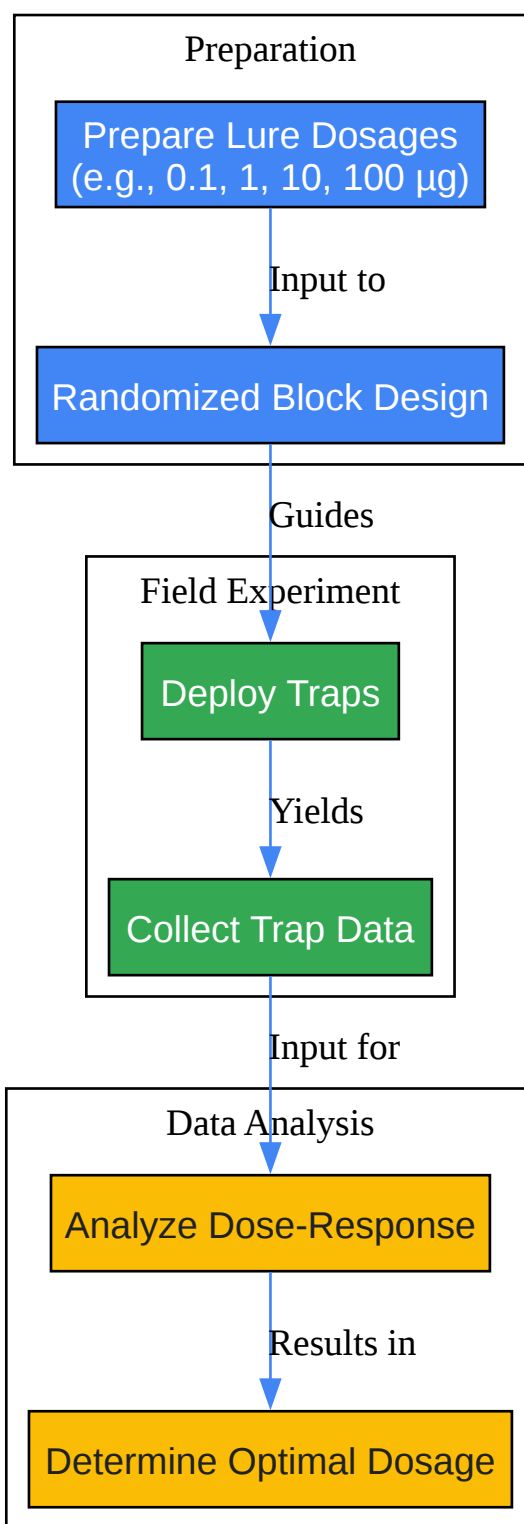 Preparation
Prepare Lure Dosages
(e.g., 0.1, 1, 10, 100 µg)
Input to
Randomized Block Design
Guides
Field Experiment
Deploy Traps
Yields
Collect Trap Data
Input for
Data Analysis
Analyze Dose-Response
Results in
Determine Optimal Dosage